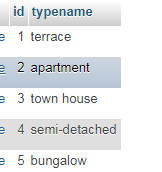 id typename
e 1 terrace
e 2 apartment
e 3 town house
e 4 semi-detached
e 5 bungalow